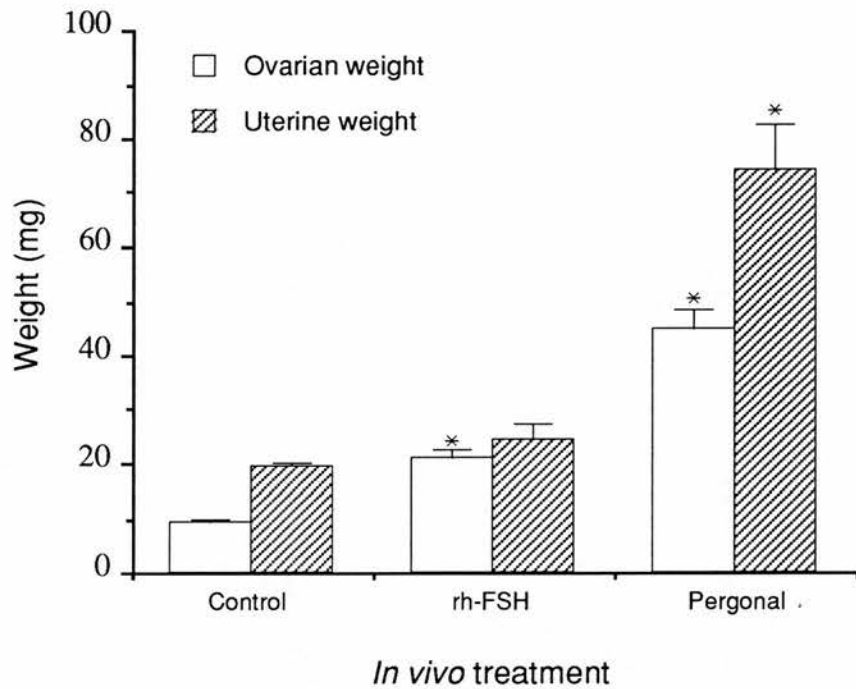 100
80
60
40
20
0
Weight (mg)
Ovarian weight
Uterine weight
*
*
*
Control rh-FSH Pergonal
In vivo treatment